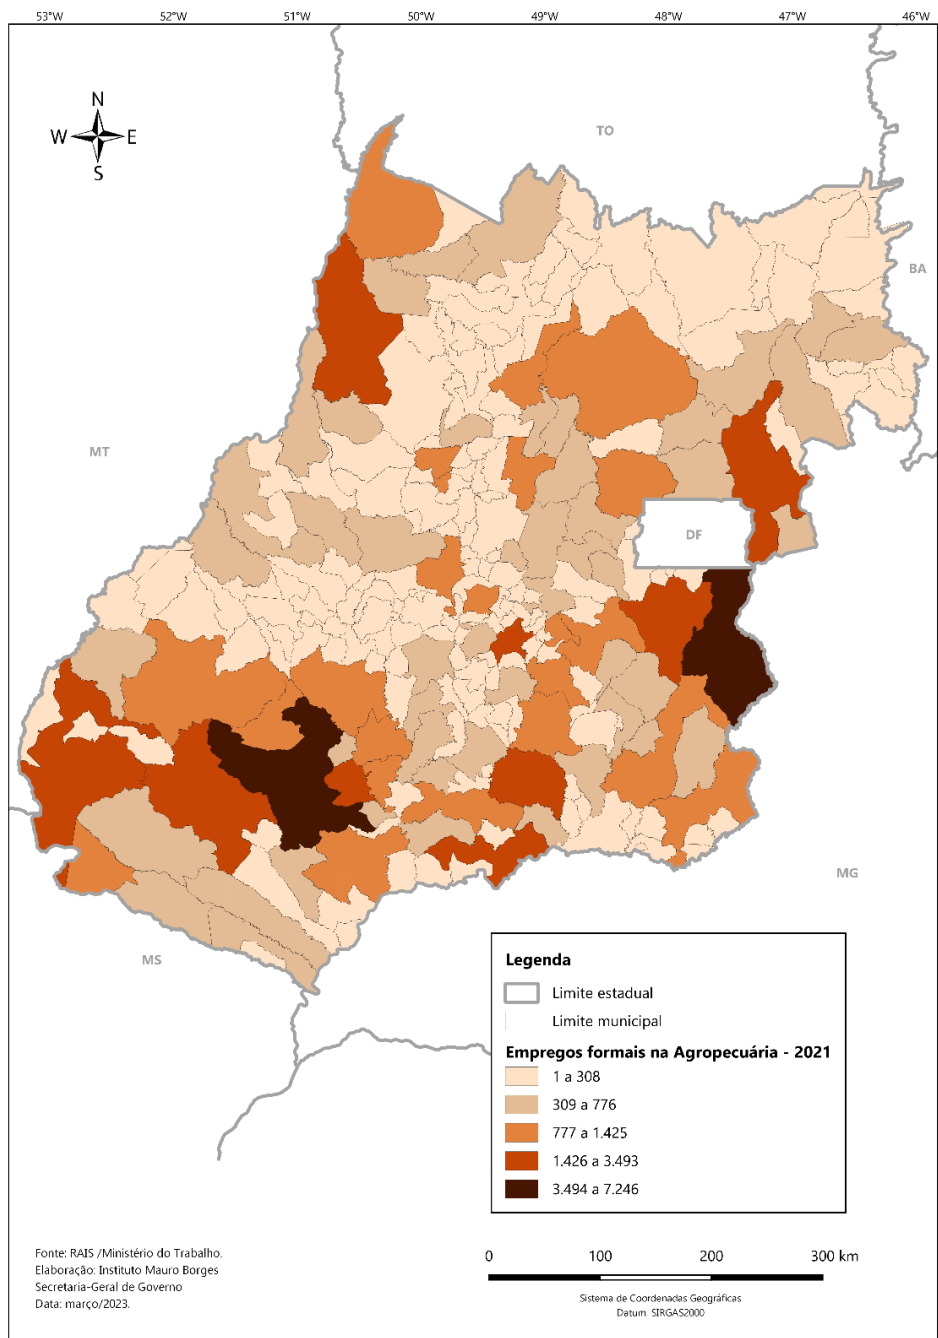 53°W 52°W 51°W 50°W 49°W 48°W 47°W 46°W
N
W E
S
TO
BA
MT
DF
MG
MS
Legenda
Limite estadual
Limite municipal
Empregos formais na Agropecuária - 2021
1 a 308
309 a 776
777 a 1.425
1.426 a 3.493
3.494 a 7.246
Fonte: RAIS /Ministério do Trabalho.
Elaboração: Instituto Mauro Borges
Secretaria-Geral de Governo
Data: março/2023.
0 100 200 300 km
Sistema de Coordenadas Geográficas
Datum: SIRGAS2000